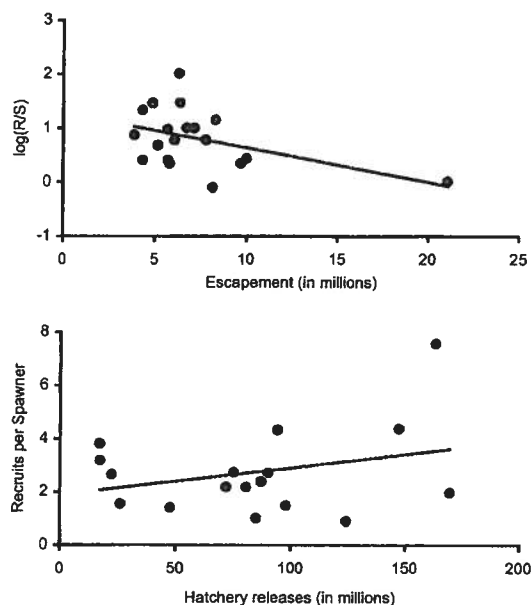 3
2
1
0
-1
log(R/S)
0 5 10 15 20 25
Escapement (in millions)
8
6
4
2
0
Recruits per Spawner
0 50 100 150 200
Hatchery releases (in millions)